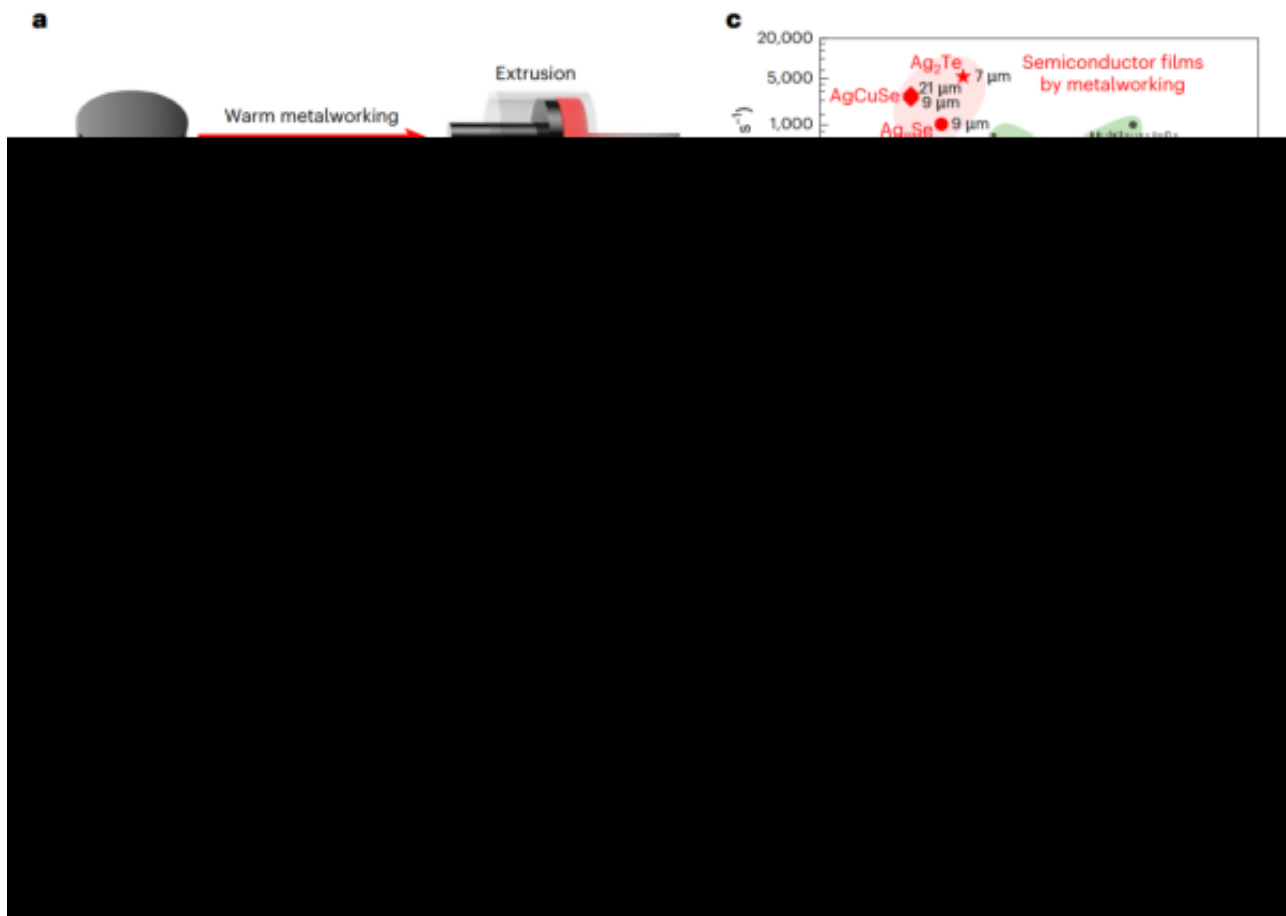 a
Extrusion
Warm metalworking
c
20,000
5,000
1,000
s⁻¹)
Ag₂Te
7 μm
Semiconductor films
by metalworking
AgCuSe
21 μm
9 μm
9 μm